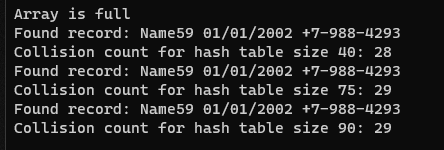 Array is full
Found record: Name59 01/01/2002 +7-988-4293
Collision count for hash table size 40: 28
Found record: Name59 01/01/2002 +7-988-4293
Collision count for hash table size 75: 29
Found record: Name59 01/01/2002 +7-988-4293
Collision count for hash table size 90: 29